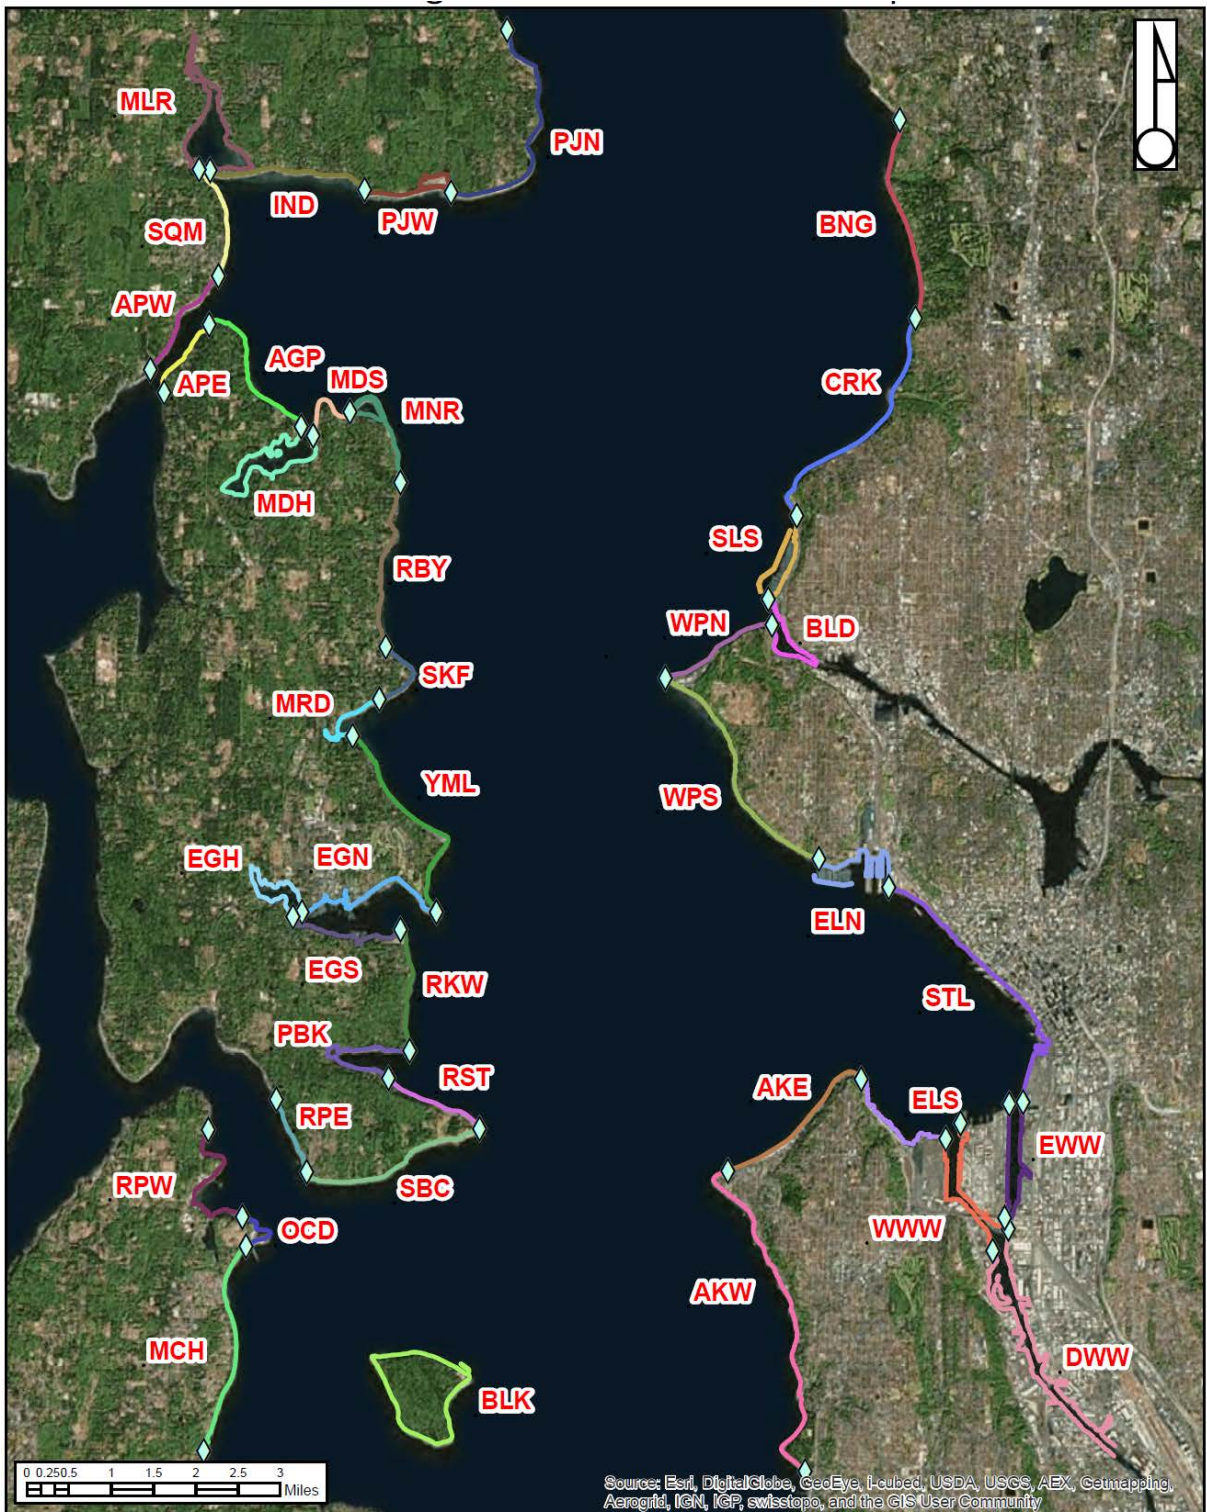 MLR
PJN
IND
PJW
BNG
SQM
APW
AGP
MDS
APE
MNR
CRK
MDH
SLS
RBY
WPN
BLD
SKF
MRD
YML
WPS
EGH
EGN
ELN
EGS
RKW
STL
PBK
RST
AKE
ELS
RPE
EWW
RPW
SBC
OCD
WWW
AKW
MCH
DWW
BLK
0 0.25 0.5 1 1.5 2 2.5 3
Miles
Source: Esri, DigitalGlobe, GeoEye, i-cubed, USDA, USGS, AEX, Getmapping,
Aerogrid, IGN, IGP, swisstopo, and the GIS User Community